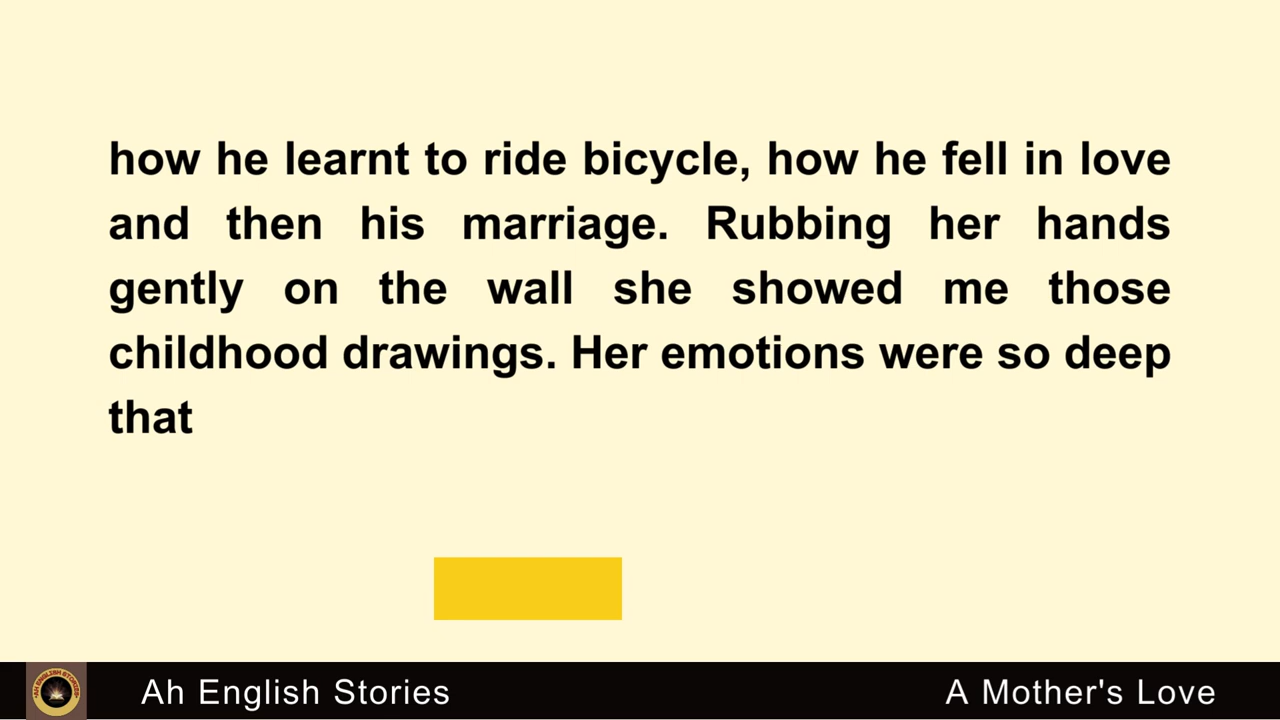 how he learnt to ride bicycle, how he fell in love
and then his marriage. Rubbing her hands
gently on the wall she showed me those
childhood drawings. Her emotions were so deep
that
Ah English Stories
A Mother's Love